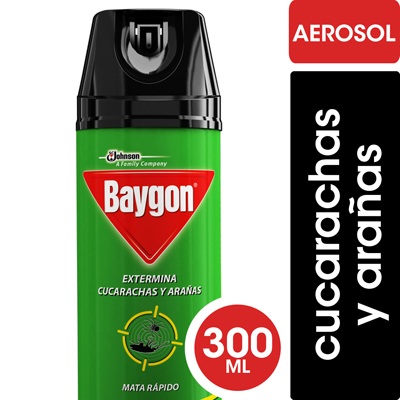 AEROSOL
cucarachas
y arañas
SC Johnson
A Family Company
Baygon®
EXTERMINA
CUCARACHAS Y ARAÑAS
MATA RÁPIDO
300
ML